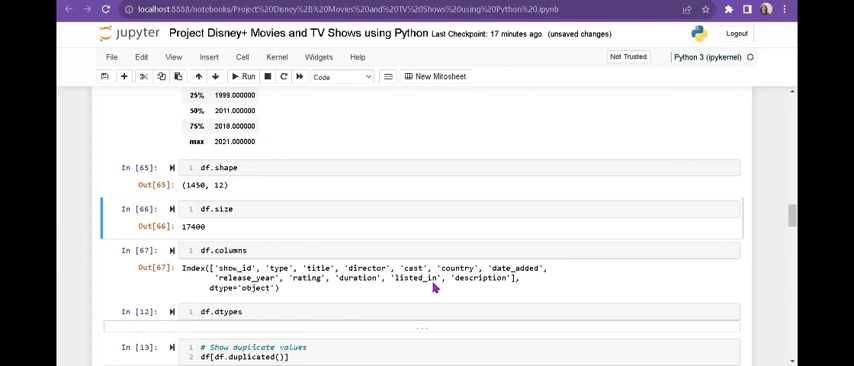 localhost:8888/notebooks/Project%20Disney%2B%20Movies%20and%20TV%20Shows%20using%20Python%20.ipynb
jupyter Project Disney+ Movies and TV Shows using Python Last Checkpoint: 17 minutes ago (unsaved changes) Logout
File Edit View Insert Cell Kernel Widgets Help Not Trusted Python 3 (ipykernel)
Run Code New Mitosheet
25% 1999.000000
50% 2011.000000
75% 2018.000000
max 2021.000000
In [65]: 1 df.shape
Out[65]: (1450, 12)
In [66]: 1 df.size
Out[66]: 17400
In [67]: 1 df.columns
Out[67]: Index(['show_id', 'type', 'title', 'director', 'cast', 'country', 'date_added',
'release_year', 'rating', 'duration', 'listed_in', 'description'],
dtype='object')
In [12]: 1 df.dtypes
...
In [13]: 1 # Show duplicate values
2 df[df.duplicated()]